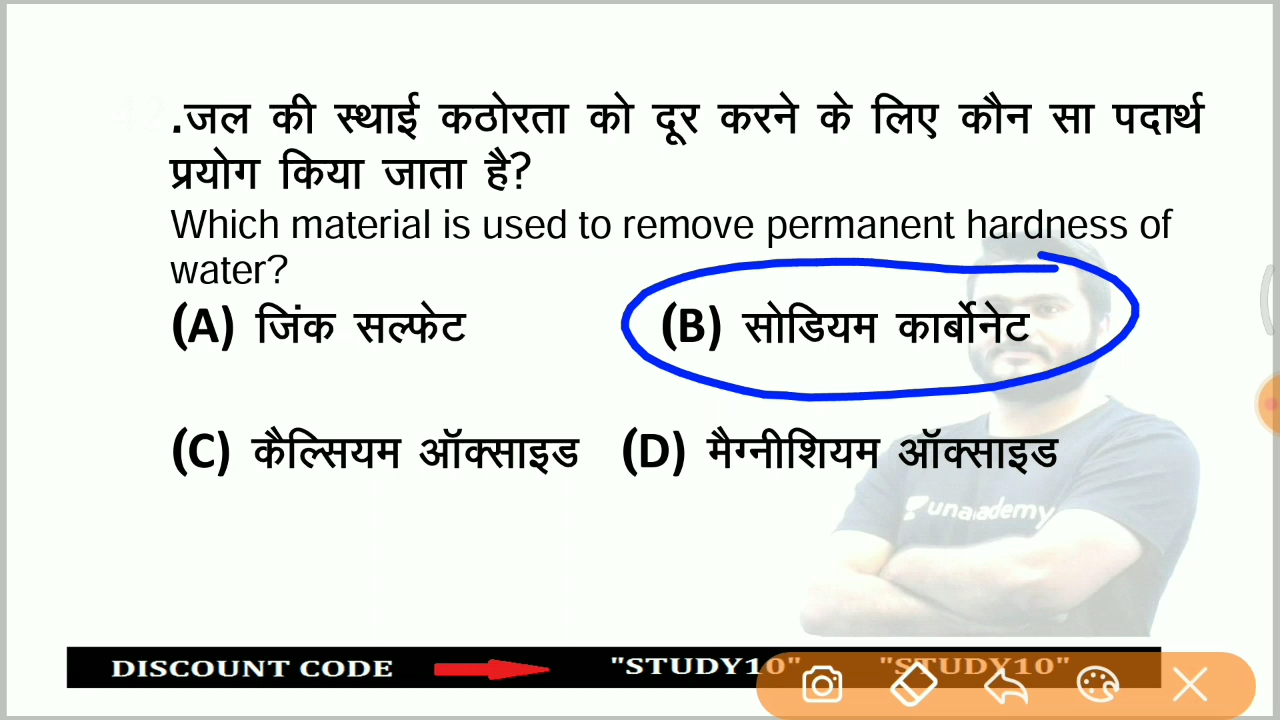 .जल की स्थाई कठोरता को दूर करने के लिए कौन सा पदार्थ
प्रयोग किया जाता है?
Which material is used to remove permanent hardness of
water?
(A) जिंक सल्फेट (B) सोडियम कार्बोनेट
(C) कैल्सियम ऑक्साइड (D) मैग्नीशियम ऑक्साइड
unacademy
DISCOUNT CODE "STUDY10" "STUDY10"